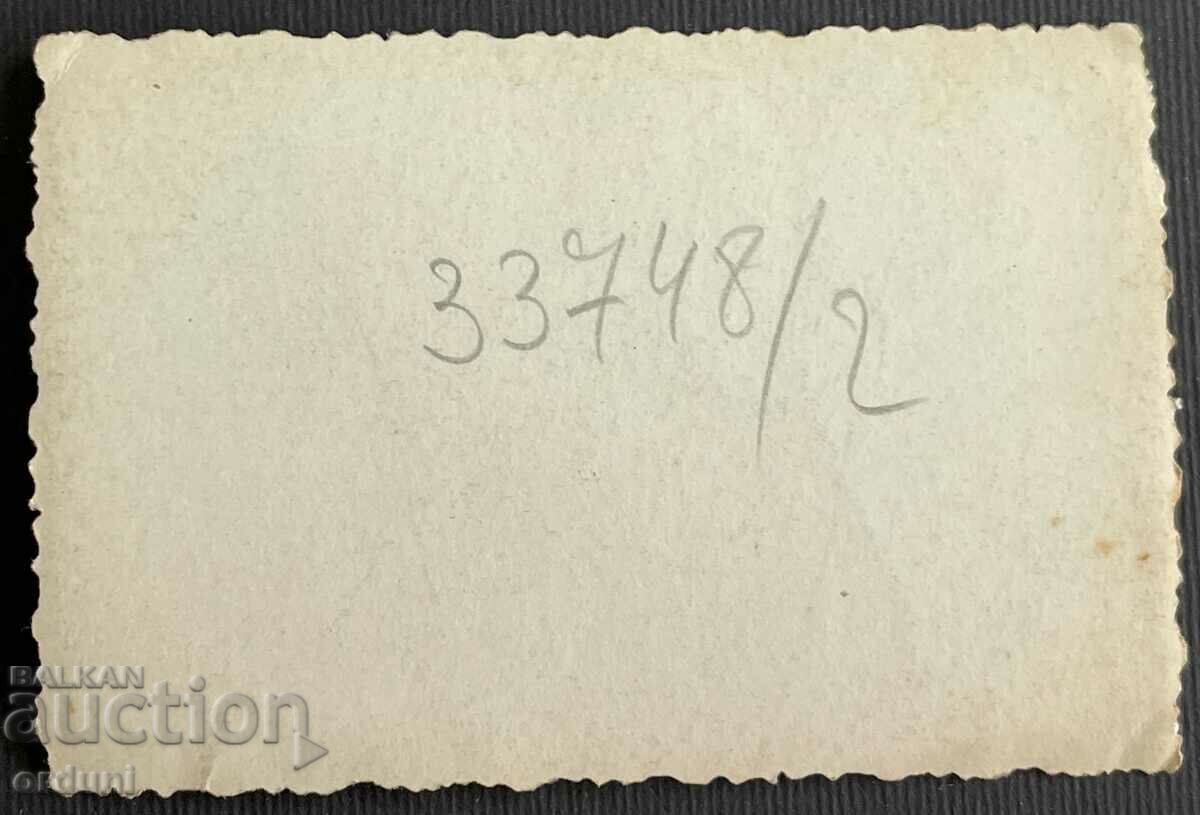 33748/2
BALKAN
auction
orduni